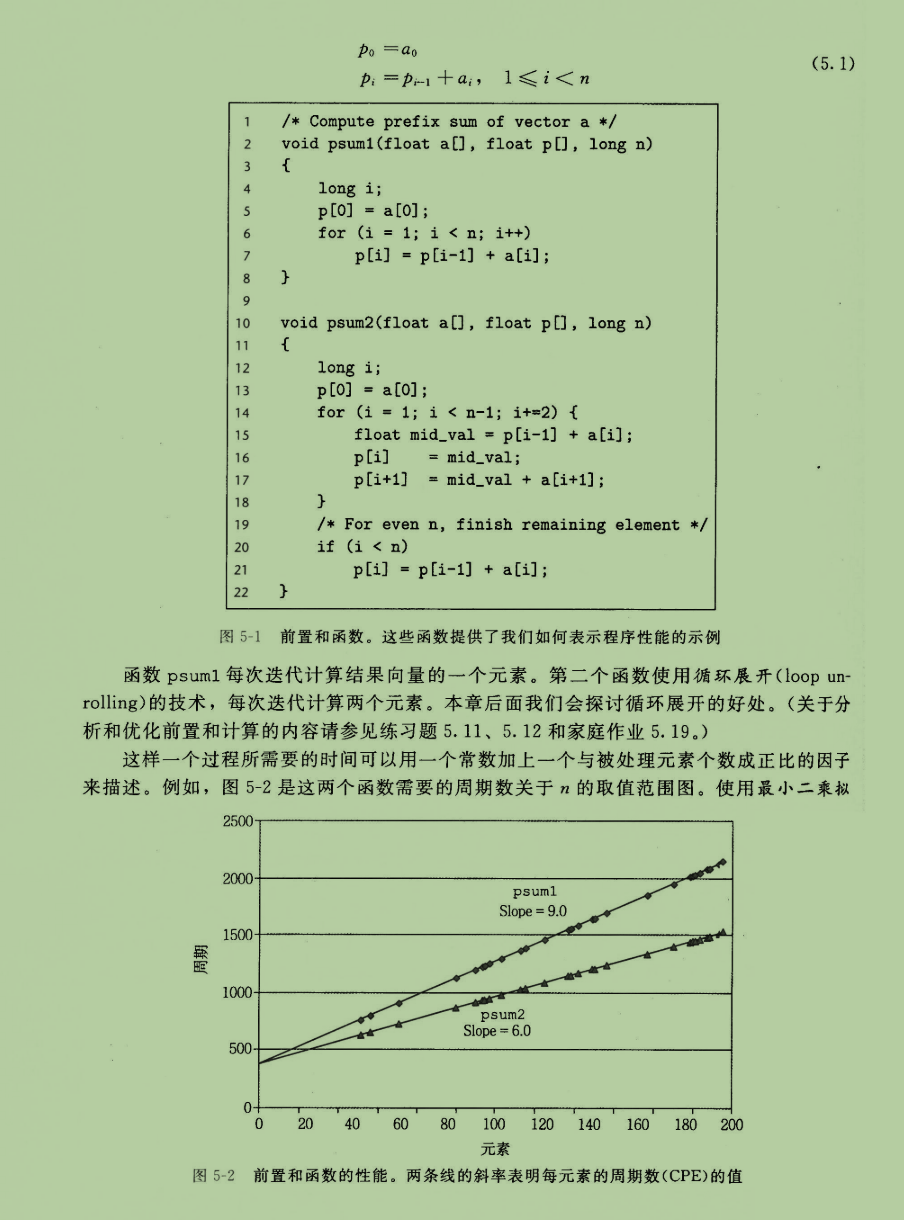 p₀ = a₀
(5.1)
pᵢ = pᵢ₋₁ + aᵢ, 1 ⩽ i < n
1 /* Compute prefix sum of vector a */
2 void psum1(float a[], float p[], long n)
3 {
4 long i;
5 p[0] = a[0];
6 for (i = 1; i < n; i++)
7 p[i] = p[i-1] + a[i];
8 }
9
10 void psum2(float a[], float p[], long n)
11 {
12 long i;
13 p[0] = a[0];
14 for (i = 1; i < n-1; i+=2) {
15 float mid_val = p[i-1] + a[i];
16 p[i] = mid_val;
17 p[i+1] = mid_val + a[i+1];
18 }
19 /* For even n, finish remaining element */
20 if (i < n)
21 p[i] = p[i-1] + a[i];
22 }
图 5-1 前置和函数。这些函数提供了我们如何表示程序性能的示例
函数 psum1 每次迭代计算结果向量的一个元素。第二个函数使用循环展开(loop un-
rolling)的技术，每次迭代计算两个元素。本章后面我们会探讨循环展开的好处。(关于分
析和优化前置和计算的内容请参见练习题 5.11、5.12 和家庭作业 5.19。)
这样一个过程所需要的时间可以用一个常数加上一个与被处理元素个数成正比的因子
来描述。例如，图 5-2 是这两个函数需要的周期数关于 n 的取值范围图。使用最小二乘拟
2500
2000
psum1
Slope = 9.0
1500
周期
1000
psum2
Slope = 6.0
500
0
0 20 40 60 80 100 120 140 160 180 200
元素
图 5-2 前置和函数的性能。两条线的斜率表明每元素的周期数(CPE)的值